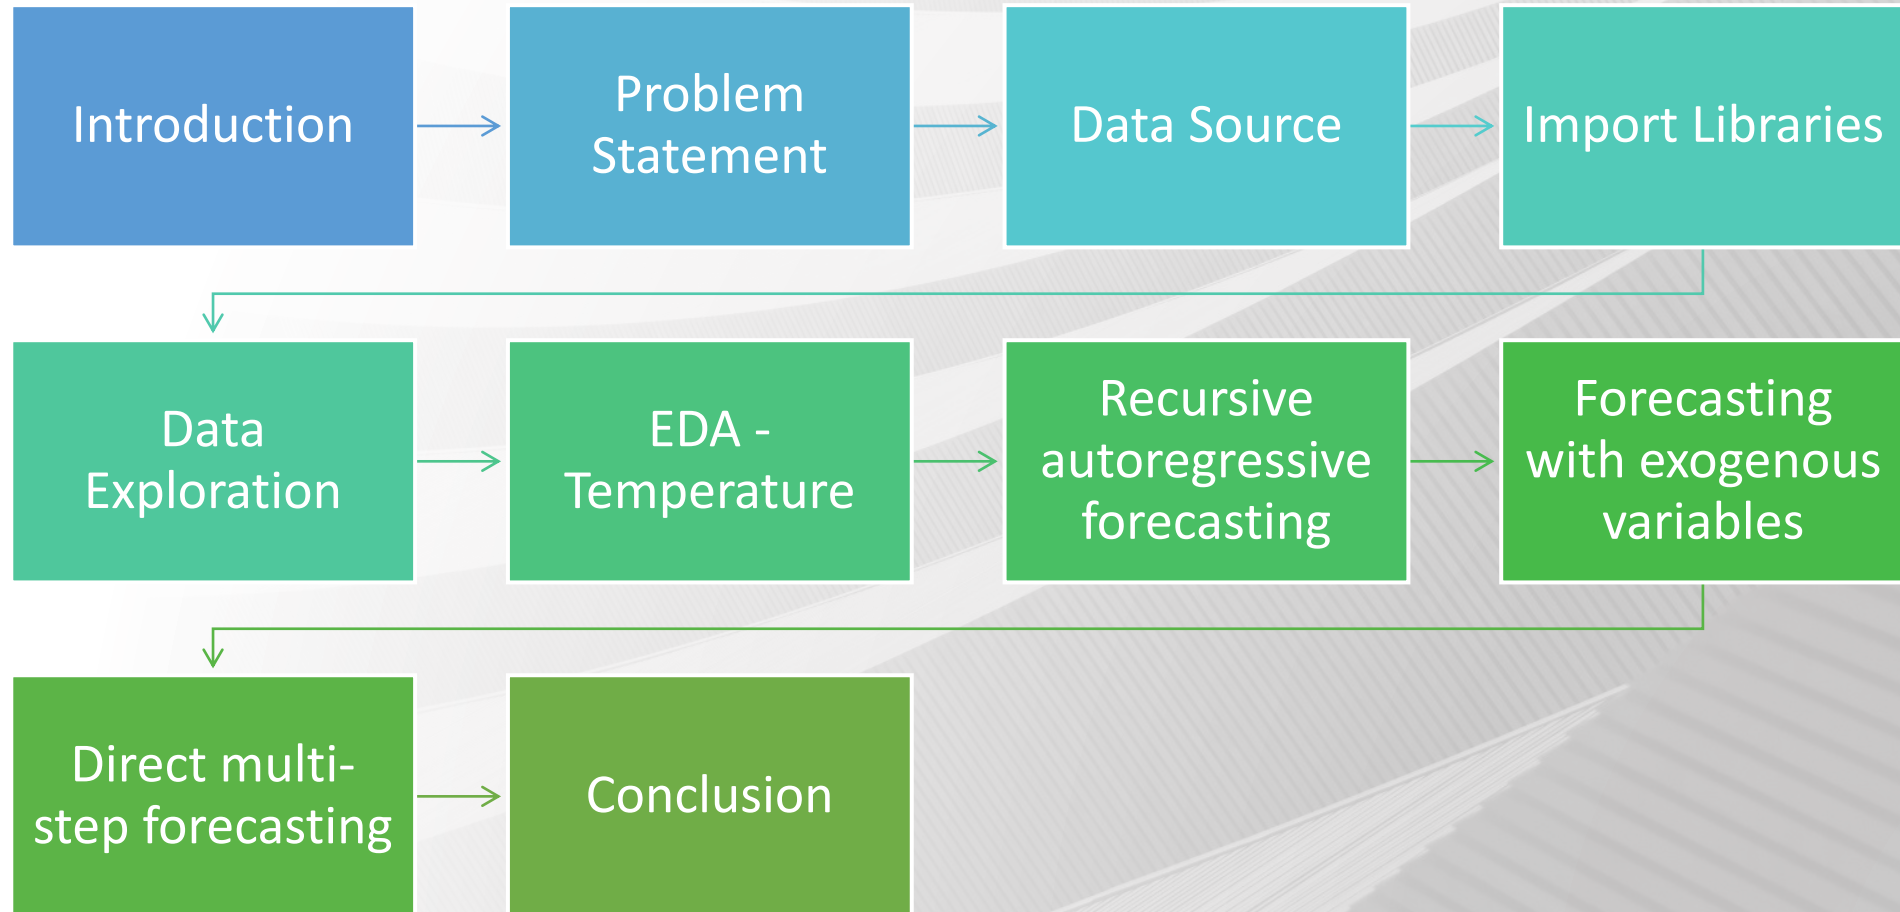 Introduction
Problem
Statement
Data Source
Import Libraries
Data
Exploration
EDA -
Temperature
Recursive
autoregressive
forecasting
Forecasting
with exogenous
variables
Direct multi-
step forecasting
Conclusion